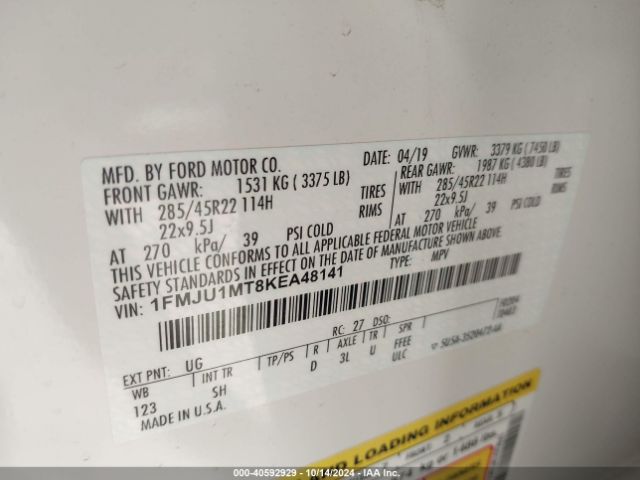 MFD. BY FORD MOTOR CO.
DATE: 04/19 GVWR: 3379 KG (7450 LB)
FRONT GAWR: 1531 KG (3375 LB)
REAR GAWR: 1987 KG (4380 LB)
WITH 285/45R22 114H TIRES
WITH 285/45R22 114H TIRES
22x9.5J RIMS
22x9.5J RIMS
AT 270 kPa/ 39 PSI COLD
AT 270 kPa/ 39 PSI COLD
THIS VEHICLE CONFORMS TO ALL APPLICABLE FEDERAL MOTOR VEHICLE
SAFETY STANDARDS IN EFFECT ON THE DATE OF MANUFACTURE SHOWN ABOVE.
VIN: 1FMJU1MT8KEA48141
TYPE: MPV
RC: 27 DSO:
EXT PNT: UG
WB INT TR TP/PS R AXLE TR SPR
123 SH D 3L U FFEE
ULC
MADE IN U.S.A.
LOADING INFORMATION
000-40592929 10/14/2024 IAA Inc.